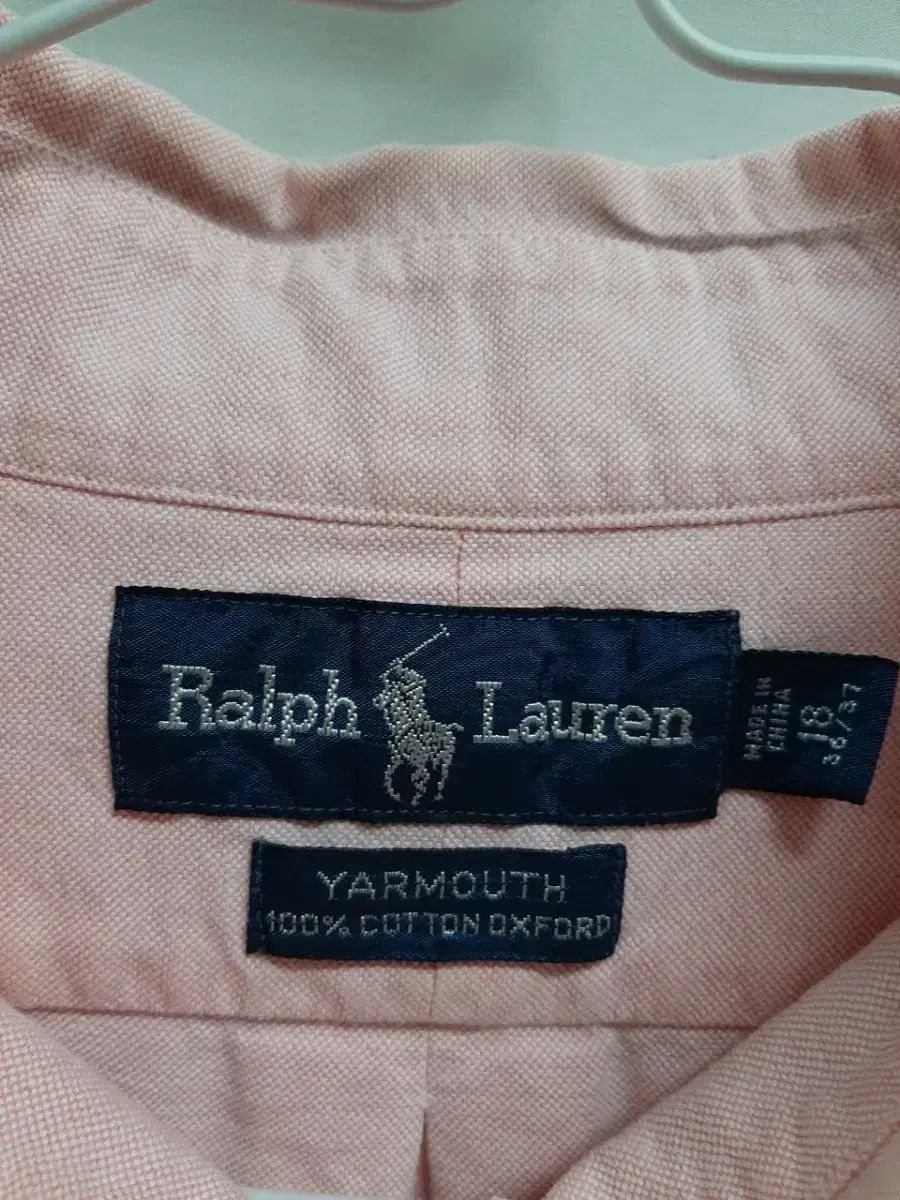 Ralph Lauren
MADE IN
CHINA
18
36/37
YARMOUTH
100% COTTON OXFORD